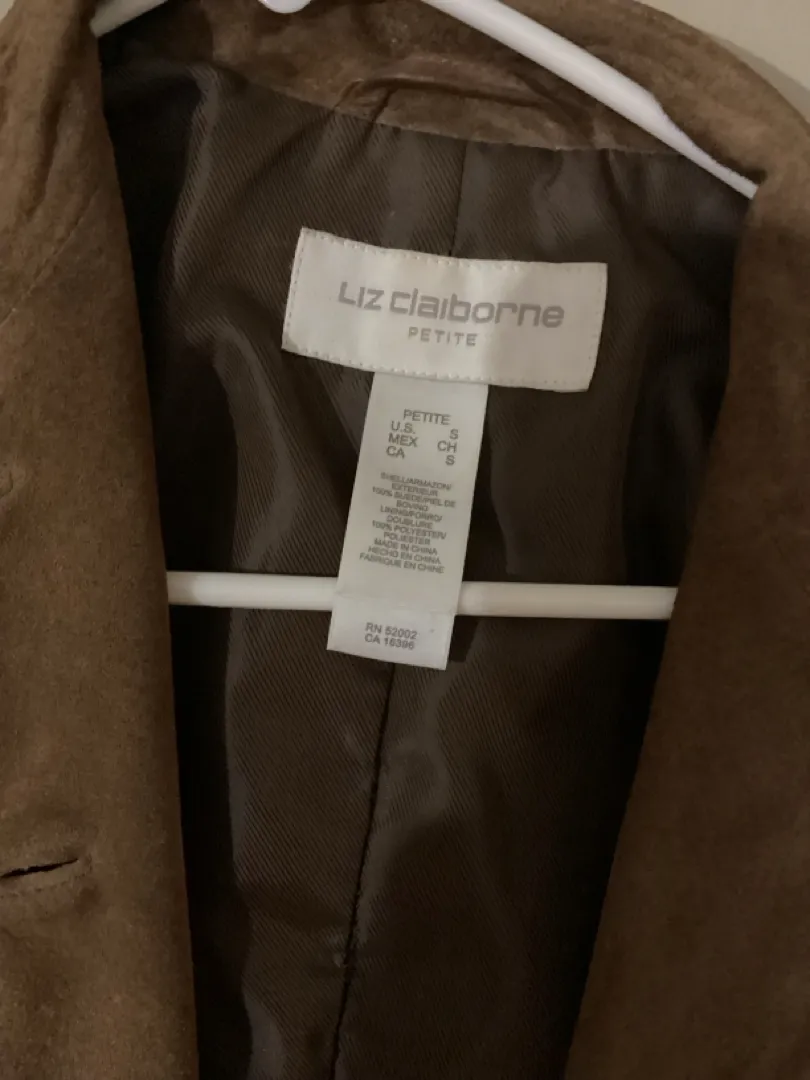 Liz claiborne
PETITE
PETITE
U.S. S
MEX CH
CA S
SHELL/ARMAZON/
EXTERIEUR
100% SUEDE/PIEL DE
BOVINO
LINING/FORRO/
DOUBLURE
100% POLYESTER/
POLIESTER
MADE IN CHINA
HECHO EN CHINA
FABRIQUE EN CHINE
RN 52002
CA 16396